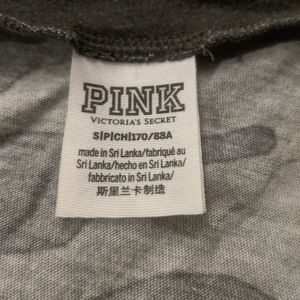 PINK
VICTORIA'S SECRET
S|P|CH|170/88A
made in Sri Lanka/fabriqué au
Sri Lanka/hecho en Sri Lanka/
fabbricato in Sri Lanka/
斯里兰卡制造